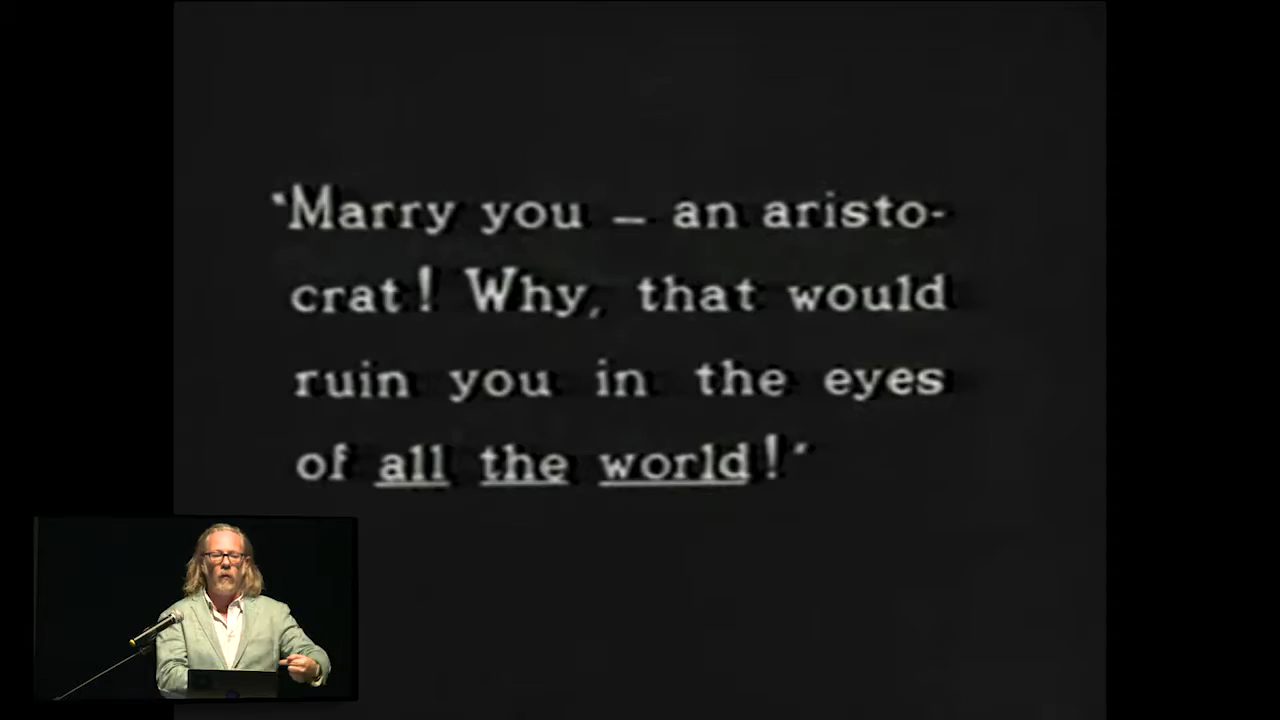 "Marry you – an aristo-
crat! Why, that would
ruin you in the eyes
of all the world!"